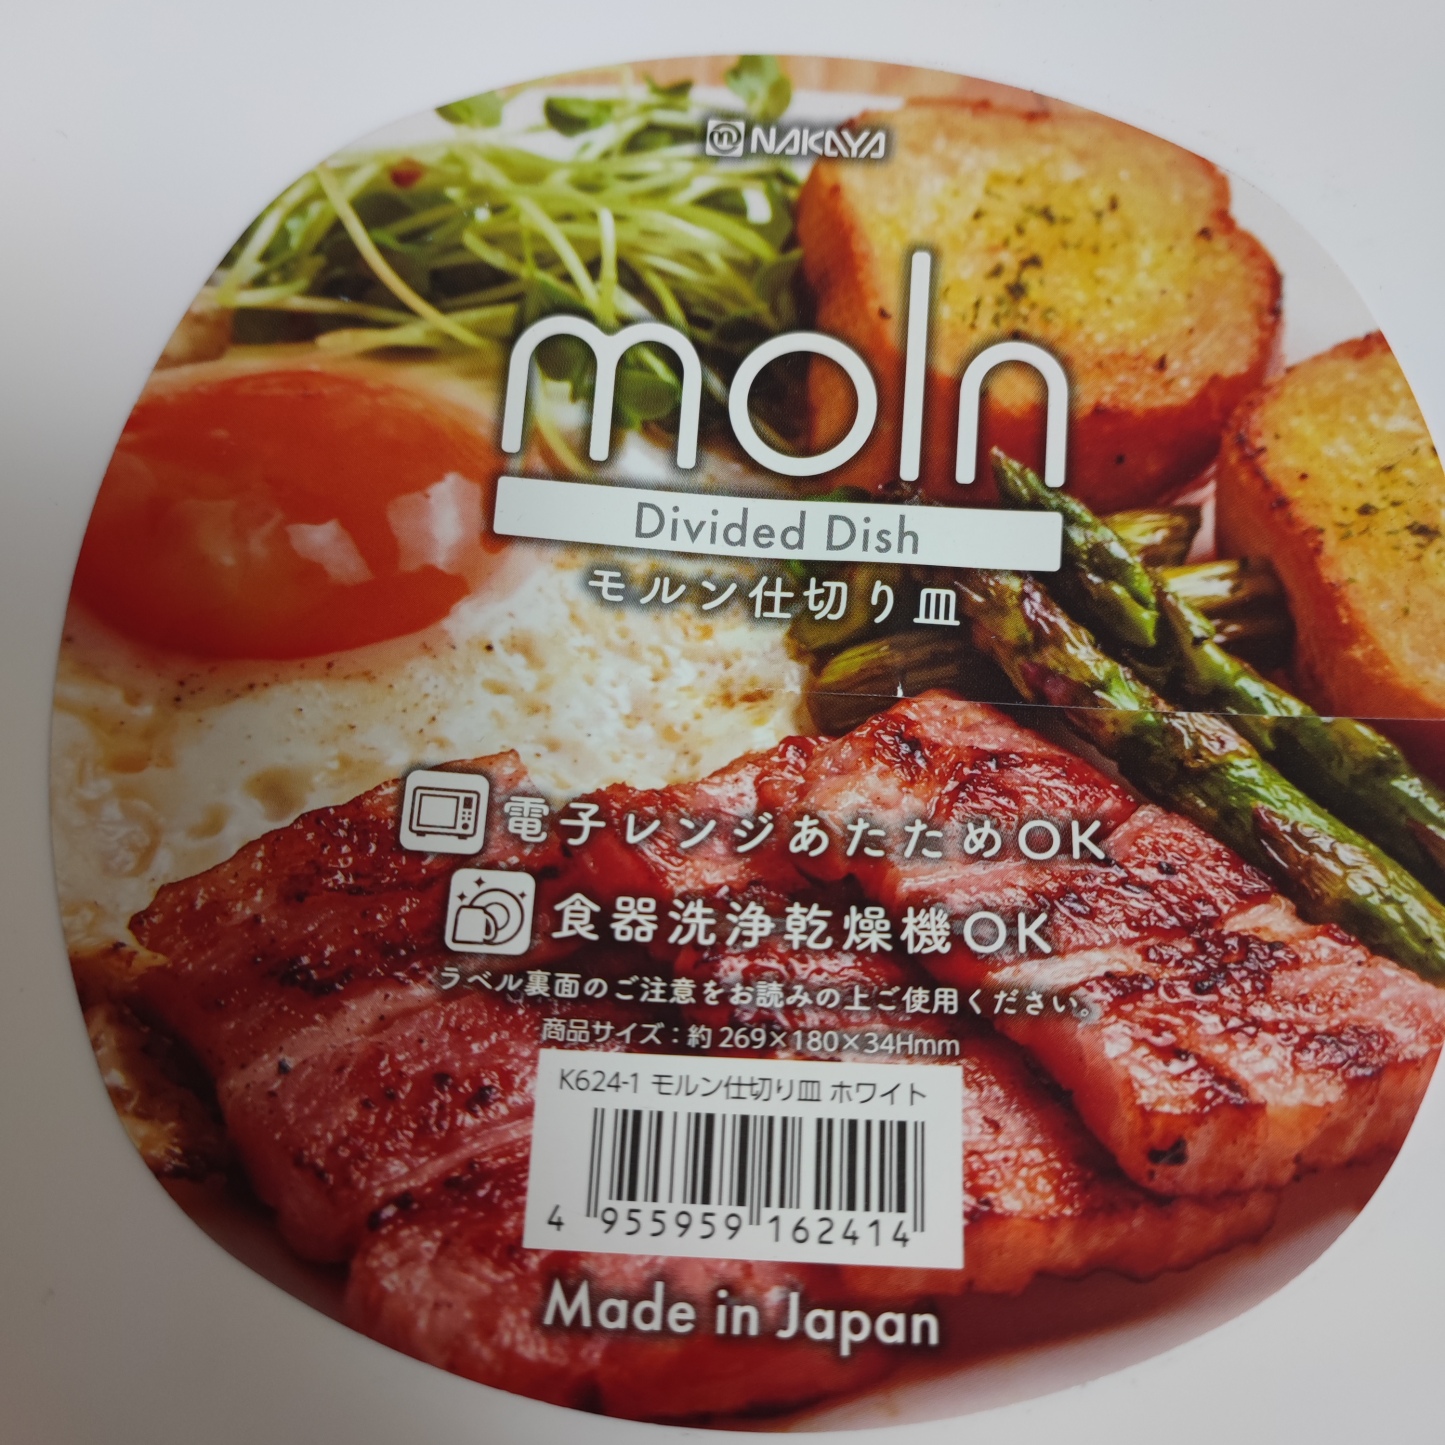 NAKAYA
moln
Divided Dish
モルン仕切り皿
電子レンジあたためOK
食器洗浄乾燥機OK
ラベル裏面のご注意をお読みの上ご使用ください。
商品サイズ：約 269×180×34Hmm
K624-1 モルン仕切り皿 ホワイト
4 955959 162414
Made in Japan